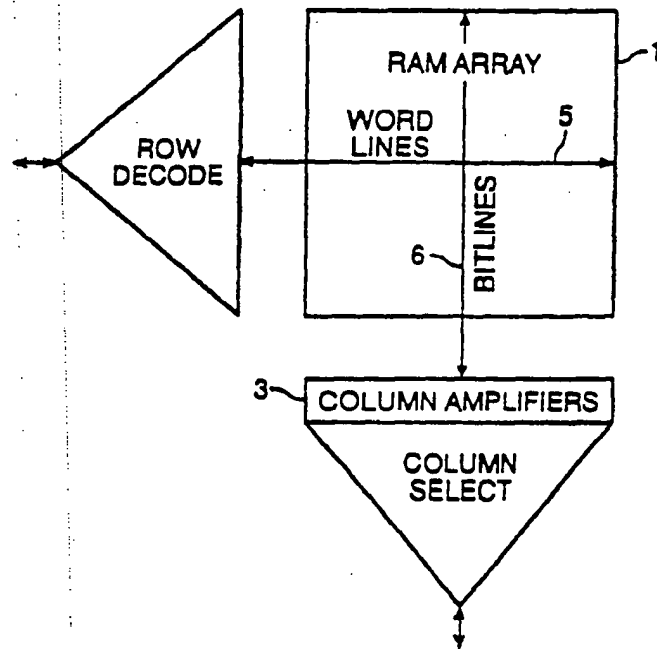 RAM ARRAY
1
WORD
LINES
5
ROW
DECODE
6
BITLINES
3
COLUMN AMPLIFIERS
COLUMN
SELECT